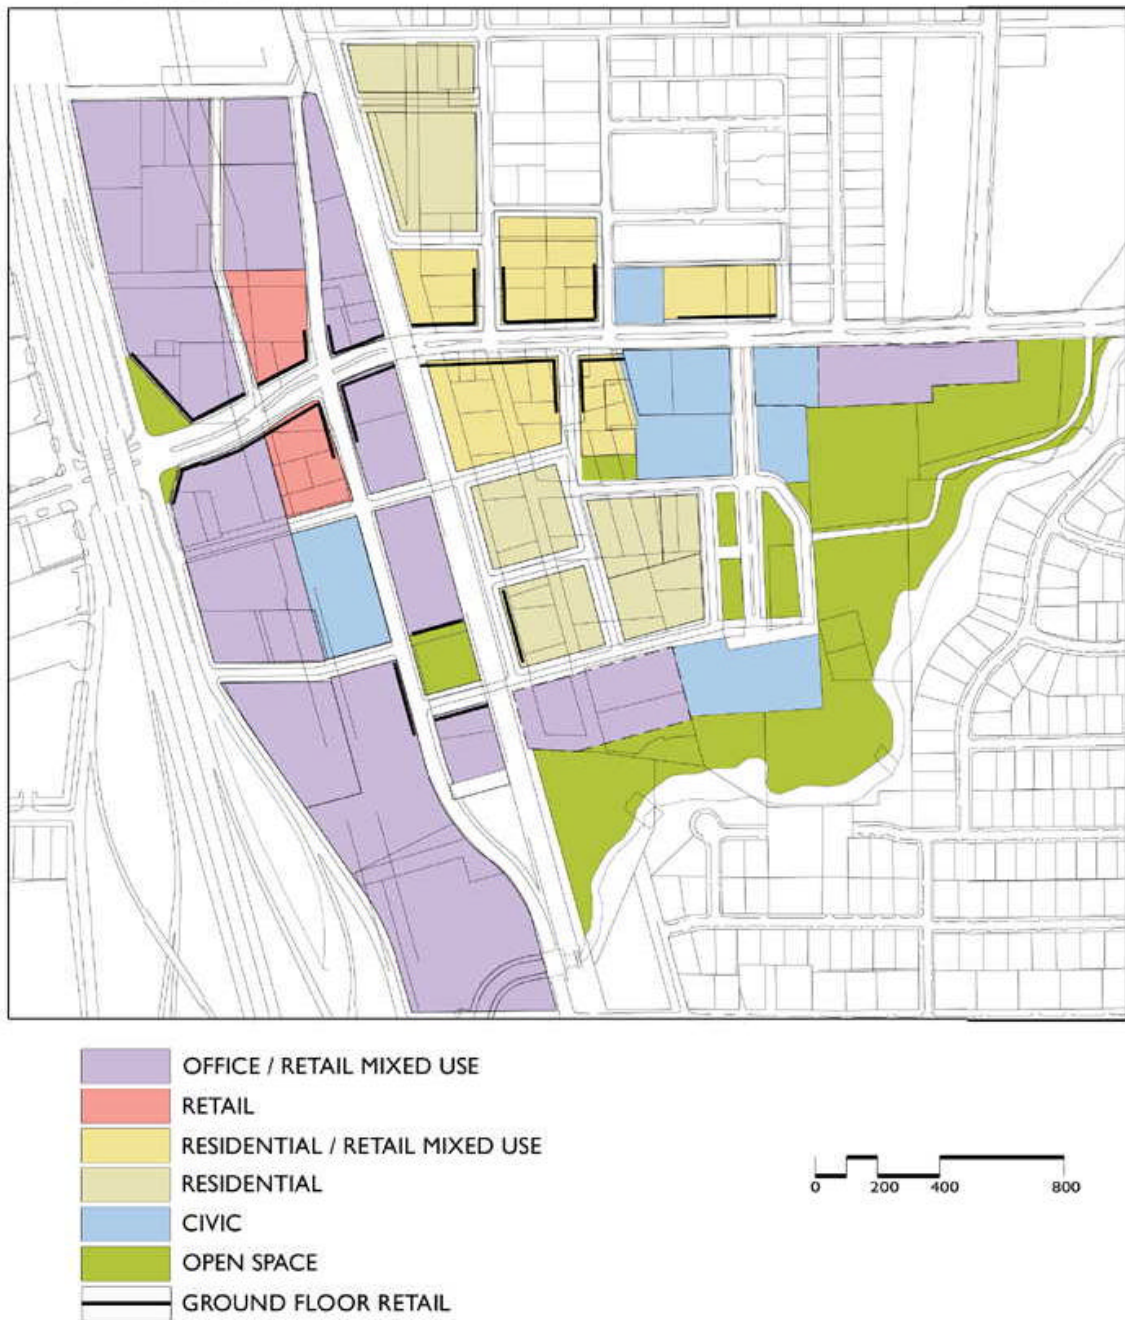 OFFICE / RETAIL MIXED USE
RETAIL
RESIDENTIAL / RETAIL MIXED USE
RESIDENTIAL
CIVIC
OPEN SPACE
GROUND FLOOR RETAIL
0 200 400 800